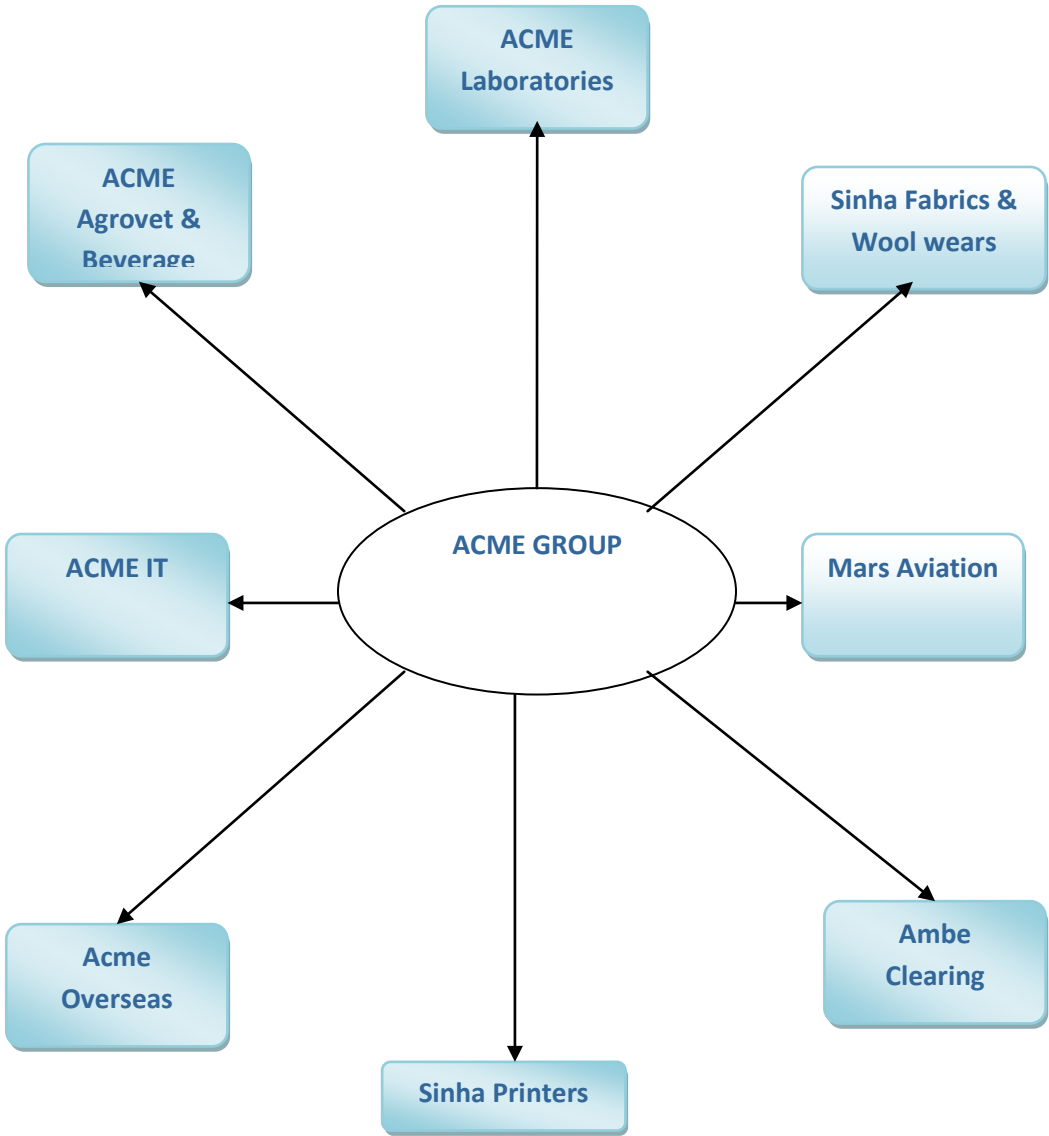 ACME
Laboratories
ACME
Agrovet &
Beverage
Sinha Fabrics &
Wool wears
ACME GROUP
ACME IT
Mars Aviation
Acme
Overseas
Ambe
Clearing
Sinha Printers